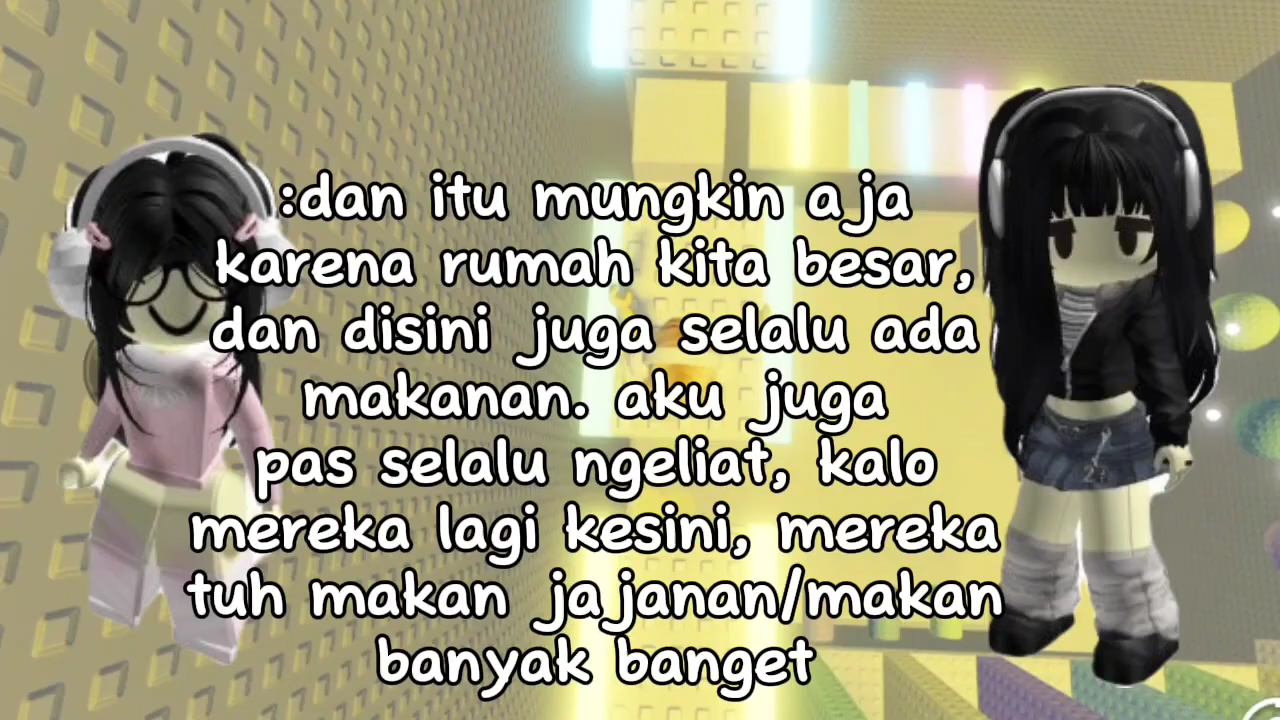 :dan itu mungkin aja
karena rumah kita besar,
dan disini juga selalu ada
makanan. aku juga
pas selalu ngeliat, kalo
mereka lagi kesini, mereka
tuh makan jajanan/makan
banyak banget